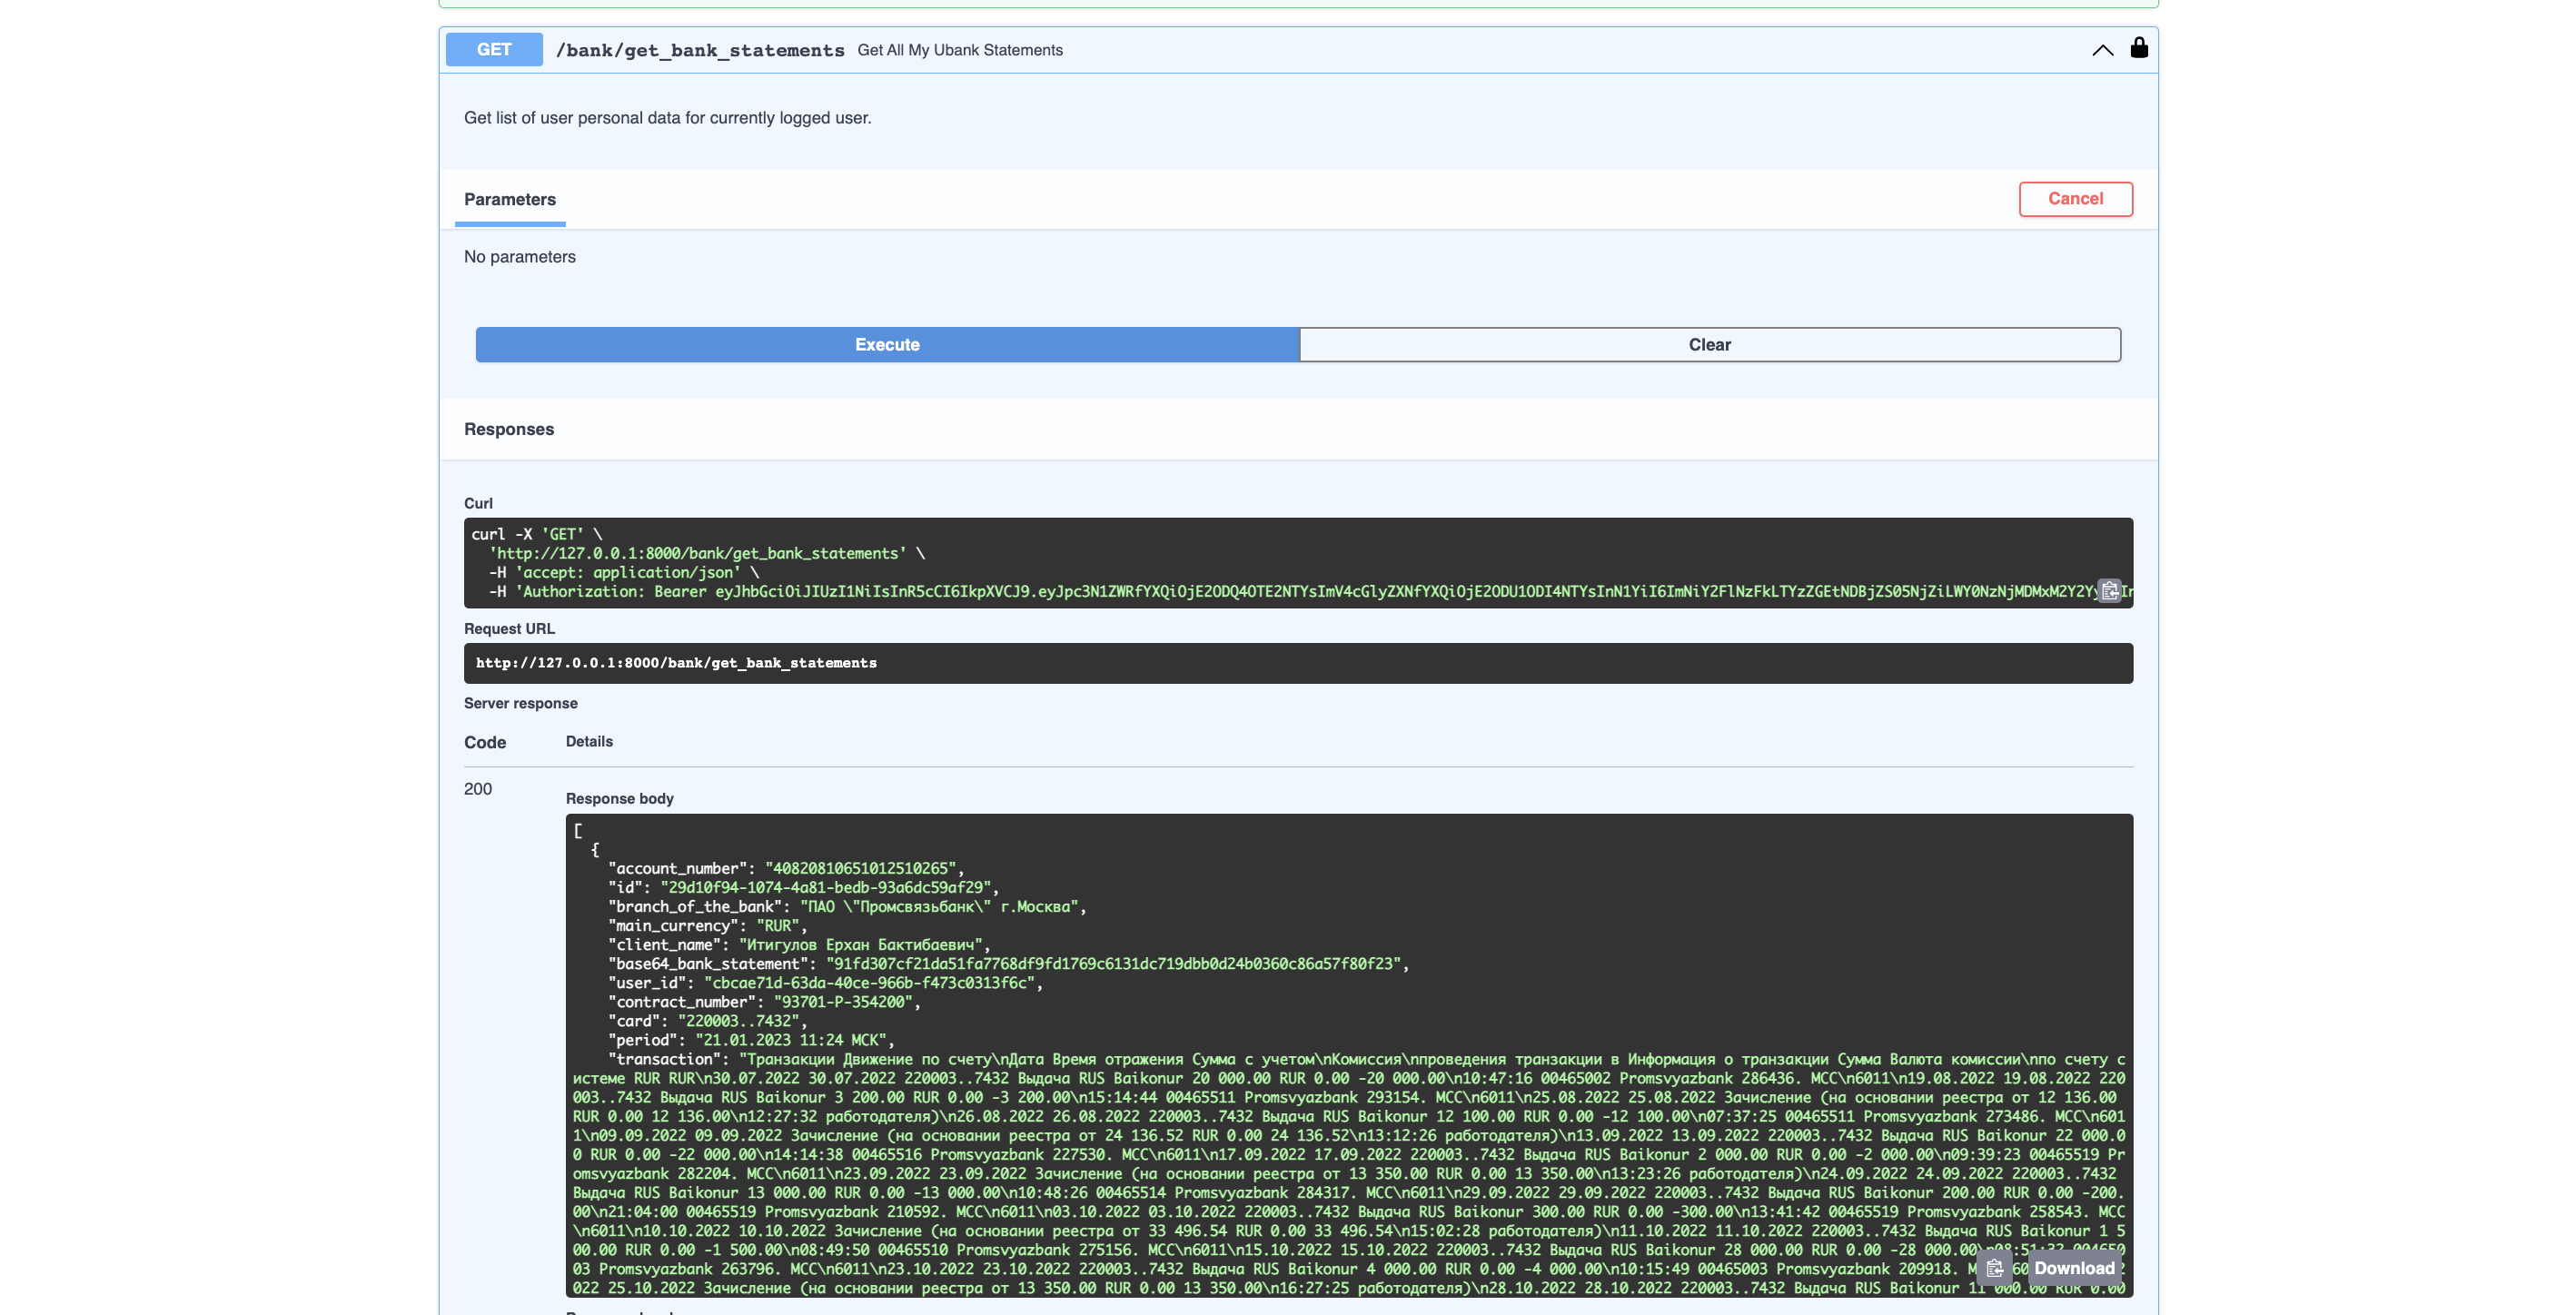 GET /bank/get_bank_statements Get All My Ubank Statements
Get list of user personal data for currently logged user.
Parameters
Cancel
No parameters
Execute
Clear
Responses
Curl
curl -X 'GET' \
'http://127.0.0.1:8000/bank/get_bank_statements' \
-H 'accept: application/json' \
-H 'Authorization: Bearer eyJhbGciOiJIUzI1NiIsInR5cCI6IkpXVCJ9.eyJpc3N1ZWRfYXQiOjE2ODQ4OTE2NTYsImV4cGlyZXNfYXQiOjE2ODU1ODI4NTYsInN1YiI6ImNiY2FlNzFkLTYzZGEtNDBjZS05NjZiLWY0NzNjMDMxM2Y2Yy
Request URL
http://127.0.0.1:8000/bank/get_bank_statements
Server response
Code Details
200
Response body
[
{
"account_number": "40820810651012510265",
"id": "29d10f94-1074-4a81-bedb-93a6dc59af29",
"branch_of_the_bank": "ПАО \"Промсвязьбанк\" г.Москва",
"main_currency": "RUR",
"client_name": "Итигулов Ерхан Бактибаевич",
"base64_bank_statement": "91fd307cf21da51fa7768df9fd1769c6131dc719dbb0d24b0360c86a57f80f23",
"user_id": "cbcae71d-63da-40ce-966b-f473c0313f6c",
"contract_number": "93701-P-354200",
"card": "220003..7432",
"period": "21.01.2023 11:24 МСК",
"transaction": "Транзакции Движение по счету\nДата Время отражения Сумма с учетом\nКомиссия\nпроведения транзакции в Информация о транзакции Сумма Валюта комиссии\nпо счету с
истеме RUR RUR\n30.07.2022 30.07.2022 220003..7432 Выдача RUS Baikonur 20 000.00 RUR 0.00 -20 000.00\n10:47:16 00465002 Promsvyazbank 286436. MCC\n6011\n19.08.2022 19.08.2022 220
003..7432 Выдача RUS Baikonur 3 200.00 RUR 0.00 -3 200.00\n15:14:44 00465511 Promsvyazbank 293154. MCC\n6011\n25.08.2022 25.08.2022 Зачисление (на основании реестра от 12 136.00
RUR 0.00 12 136.00\n12:27:32 работодателя)\n26.08.2022 26.08.2022 220003..7432 Выдача RUS Baikonur 12 100.00 RUR 0.00 -12 100.00\n07:37:25 00465511 Promsvyazbank 273486. MCC\n601
1\n09.09.2022 09.09.2022 Зачисление (на основании реестра от 24 136.52 RUR 0.00 24 136.52\n13:12:26 работодателя)\n13.09.2022 13.09.2022 220003..7432 Выдача RUS Baikonur 22 000.0
0 RUR 0.00 -22 000.00\n14:14:38 00465516 Promsvyazbank 227530. MCC\n6011\n17.09.2022 17.09.2022 220003..7432 Выдача RUS Baikonur 2 000.00 RUR 0.00 -2 000.00\n09:39:23 00465519 Pr
omsvyazbank 282204. MCC\n6011\n23.09.2022 23.09.2022 Зачисление (на основании реестра от 13 350.00 RUR 0.00 13 350.00\n13:23:26 работодателя)\n24.09.2022 24.09.2022 220003..7432
Выдача RUS Baikonur 13 000.00 RUR 0.00 -13 000.00\n10:48:26 00465514 Promsvyazbank 284317. MCC\n6011\n29.09.2022 29.09.2022 220003..7432 Выдача RUS Baikonur 200.00 RUR 0.00 -200.
00\n21:04:00 00465519 Promsvyazbank 210592. MCC\n6011\n03.10.2022 03.10.2022 220003..7432 Выдача RUS Baikonur 300.00 RUR 0.00 -300.00\n13:41:42 00465519 Promsvyazbank 258543. MCC
\n6011\n10.10.2022 10.10.2022 Зачисление (на основании реестра от 33 496.54 RUR 0.00 33 496.54\n15:02:28 работодателя)\n11.10.2022 11.10.2022 220003..7432 Выдача RUS Baikonur 1 5
00.00 RUR 0.00 -1 500.00\n08:49:50 00465510 Promsvyazbank 275156. MCC\n6011\n15.10.2022 15.10.2022 220003..7432 Выдача RUS Baikonur 28 000.00 RUR 0.00 -28 000.00\n08:51:32 004650
03 Promsvyazbank 263796. MCC\n6011\n23.10.2022 23.10.2022 220003..7432 Выдача RUS Baikonur 4 000.00 RUR 0.00 -4 000.00\n10:15:49 00465003 Promsvyazbank 209918.
Download
022 25.10.2022 Зачисление (на основании реестра от 13 350.00 RUR 0.00 13 350.00\n16:27:25 работодателя)\n28.10.2022 28.10.2022 220003..7432 Выдача RUS Baikonur 11 000.00 RUR 0.00